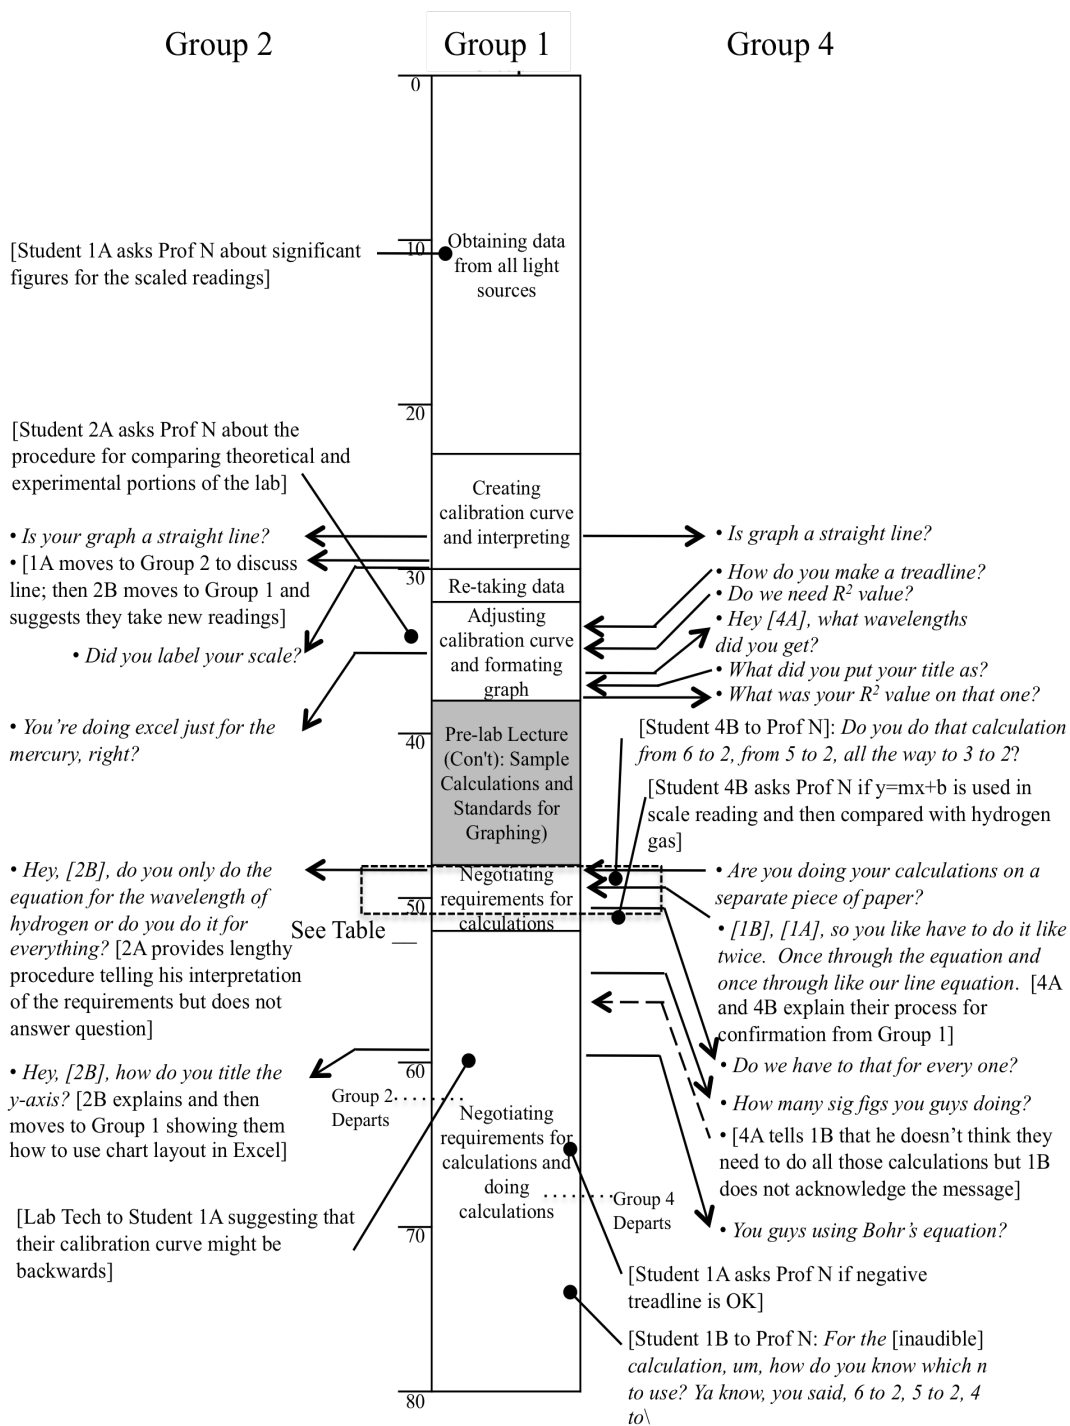 Group 2
Group 1
Group 4
0
10
20
30
40
50
60
70
80
[Student 1A asks Prof N about significant
figures for the scaled readings]
[Student 2A asks Prof N about the
procedure for comparing theoretical and
experimental portions of the lab]
• Is your graph a straight line?
• [1A moves to Group 2 to discuss
line; then 2B moves to Group 1 and
suggests they take new readings]
• Did you label your scale?
• You're doing excel just for the
mercury, right?
• Hey, [2B], do you only do the
equation for the wavelength of
hydrogen or do you do it for
everything? [2A provides lengthy
procedure telling his interpretation
of the requirements but does not
answer question]
See Table __
• Hey, [2B], how do you title the
y-axis? [2B explains and then
moves to Group 1 showing them
how to use chart layout in Excel]
Group 2
Departs
[Lab Tech to Student 1A suggesting that
their calibration curve might be
backwards]
Obtaining data
from all light
sources
Creating
calibration curve
and interpreting
Re-taking data
Adjusting
calibration curve
and formating
graph
Pre-lab Lecture
(Con't): Sample
Calculations and
Standards for
Graphing)
Negotiating
requirements for
calculations
Negotiating
requirements for
calculations and
doing
calculations
• Is graph a straight line?
• How do you make a treadline?
• Do we need R² value?
• Hey [4A], what wavelengths
did you get?
• What did you put your title as?
• What was your R² value on that one?
[Student 4B to Prof N]: Do you do that calculation
from 6 to 2, from 5 to 2, all the way to 3 to 2?
[Student 4B asks Prof N if y=mx+b is used in
scale reading and then compared with hydrogen
gas]
• Are you doing your calculations on a
separate piece of paper?
• [1B], [1A], so you like have to do it like
twice. Once through the equation and
once through like our line equation. [4A
and 4B explain their process for
confirmation from Group 1]
• Do we have to that for every one?
• How many sig figs you guys doing?
• [4A tells 1B that he doesn't think they
need to do all those calculations but 1B
does not acknowledge the message]
Group 4
Departs
• You guys using Bohr's equation?
[Student 1A asks Prof N if negative
treadline is OK]
[Student 1B to Prof N: For the [inaudible]
calculation, um, how do you know which n
to use? Ya know, you said, 6 to 2, 5 to 2, 4
to\